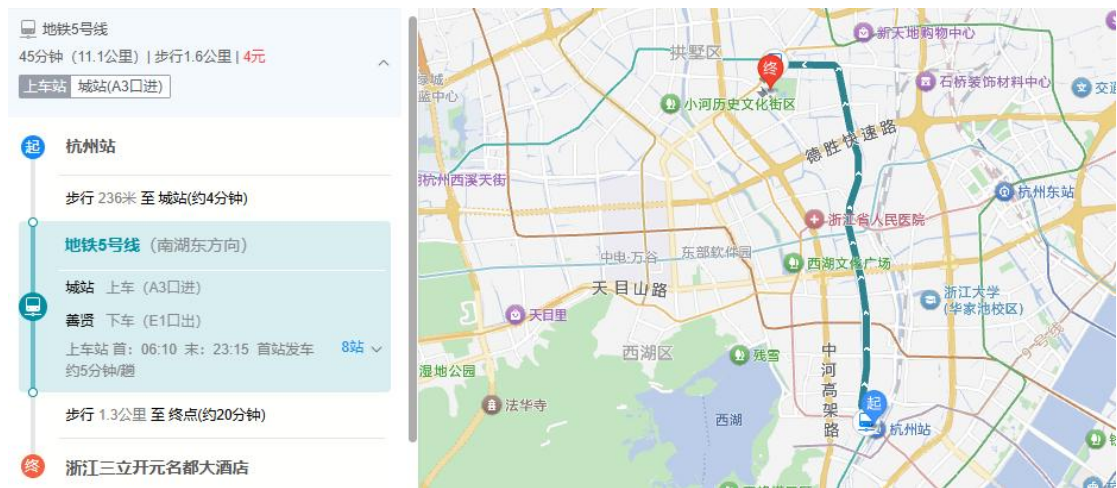 地铁5号线
45分钟（11.1公里）| 步行1.6公里 | 4元
上车站 城站(A3口进)
起 杭州站
步行 236米 至 城站(约4分钟)
地铁5号线（南湖东方向）
城站 上车（A3口进）
善贤 下车（E1口出）
上车站 首：06:10 末：23:15 首站发车
约5分钟/趟
8站
步行 1.3公里 至 终点(约20分钟)
终 浙江三立开元名都大酒店
新天地购物中心
拱墅区
终
石桥装饰材料中心
蓝中心
小河历史文化街区
德胜快速路
杭州西溪天街
杭州东站
浙江省人民医院
东部软件园
中电·万谷
西湖文化广场
天目山路
浙江大学
(华家池校区)
天目里
9号线
西湖区
残雪
中河高架路
湿地公园
起
法华寺
西湖
杭州站